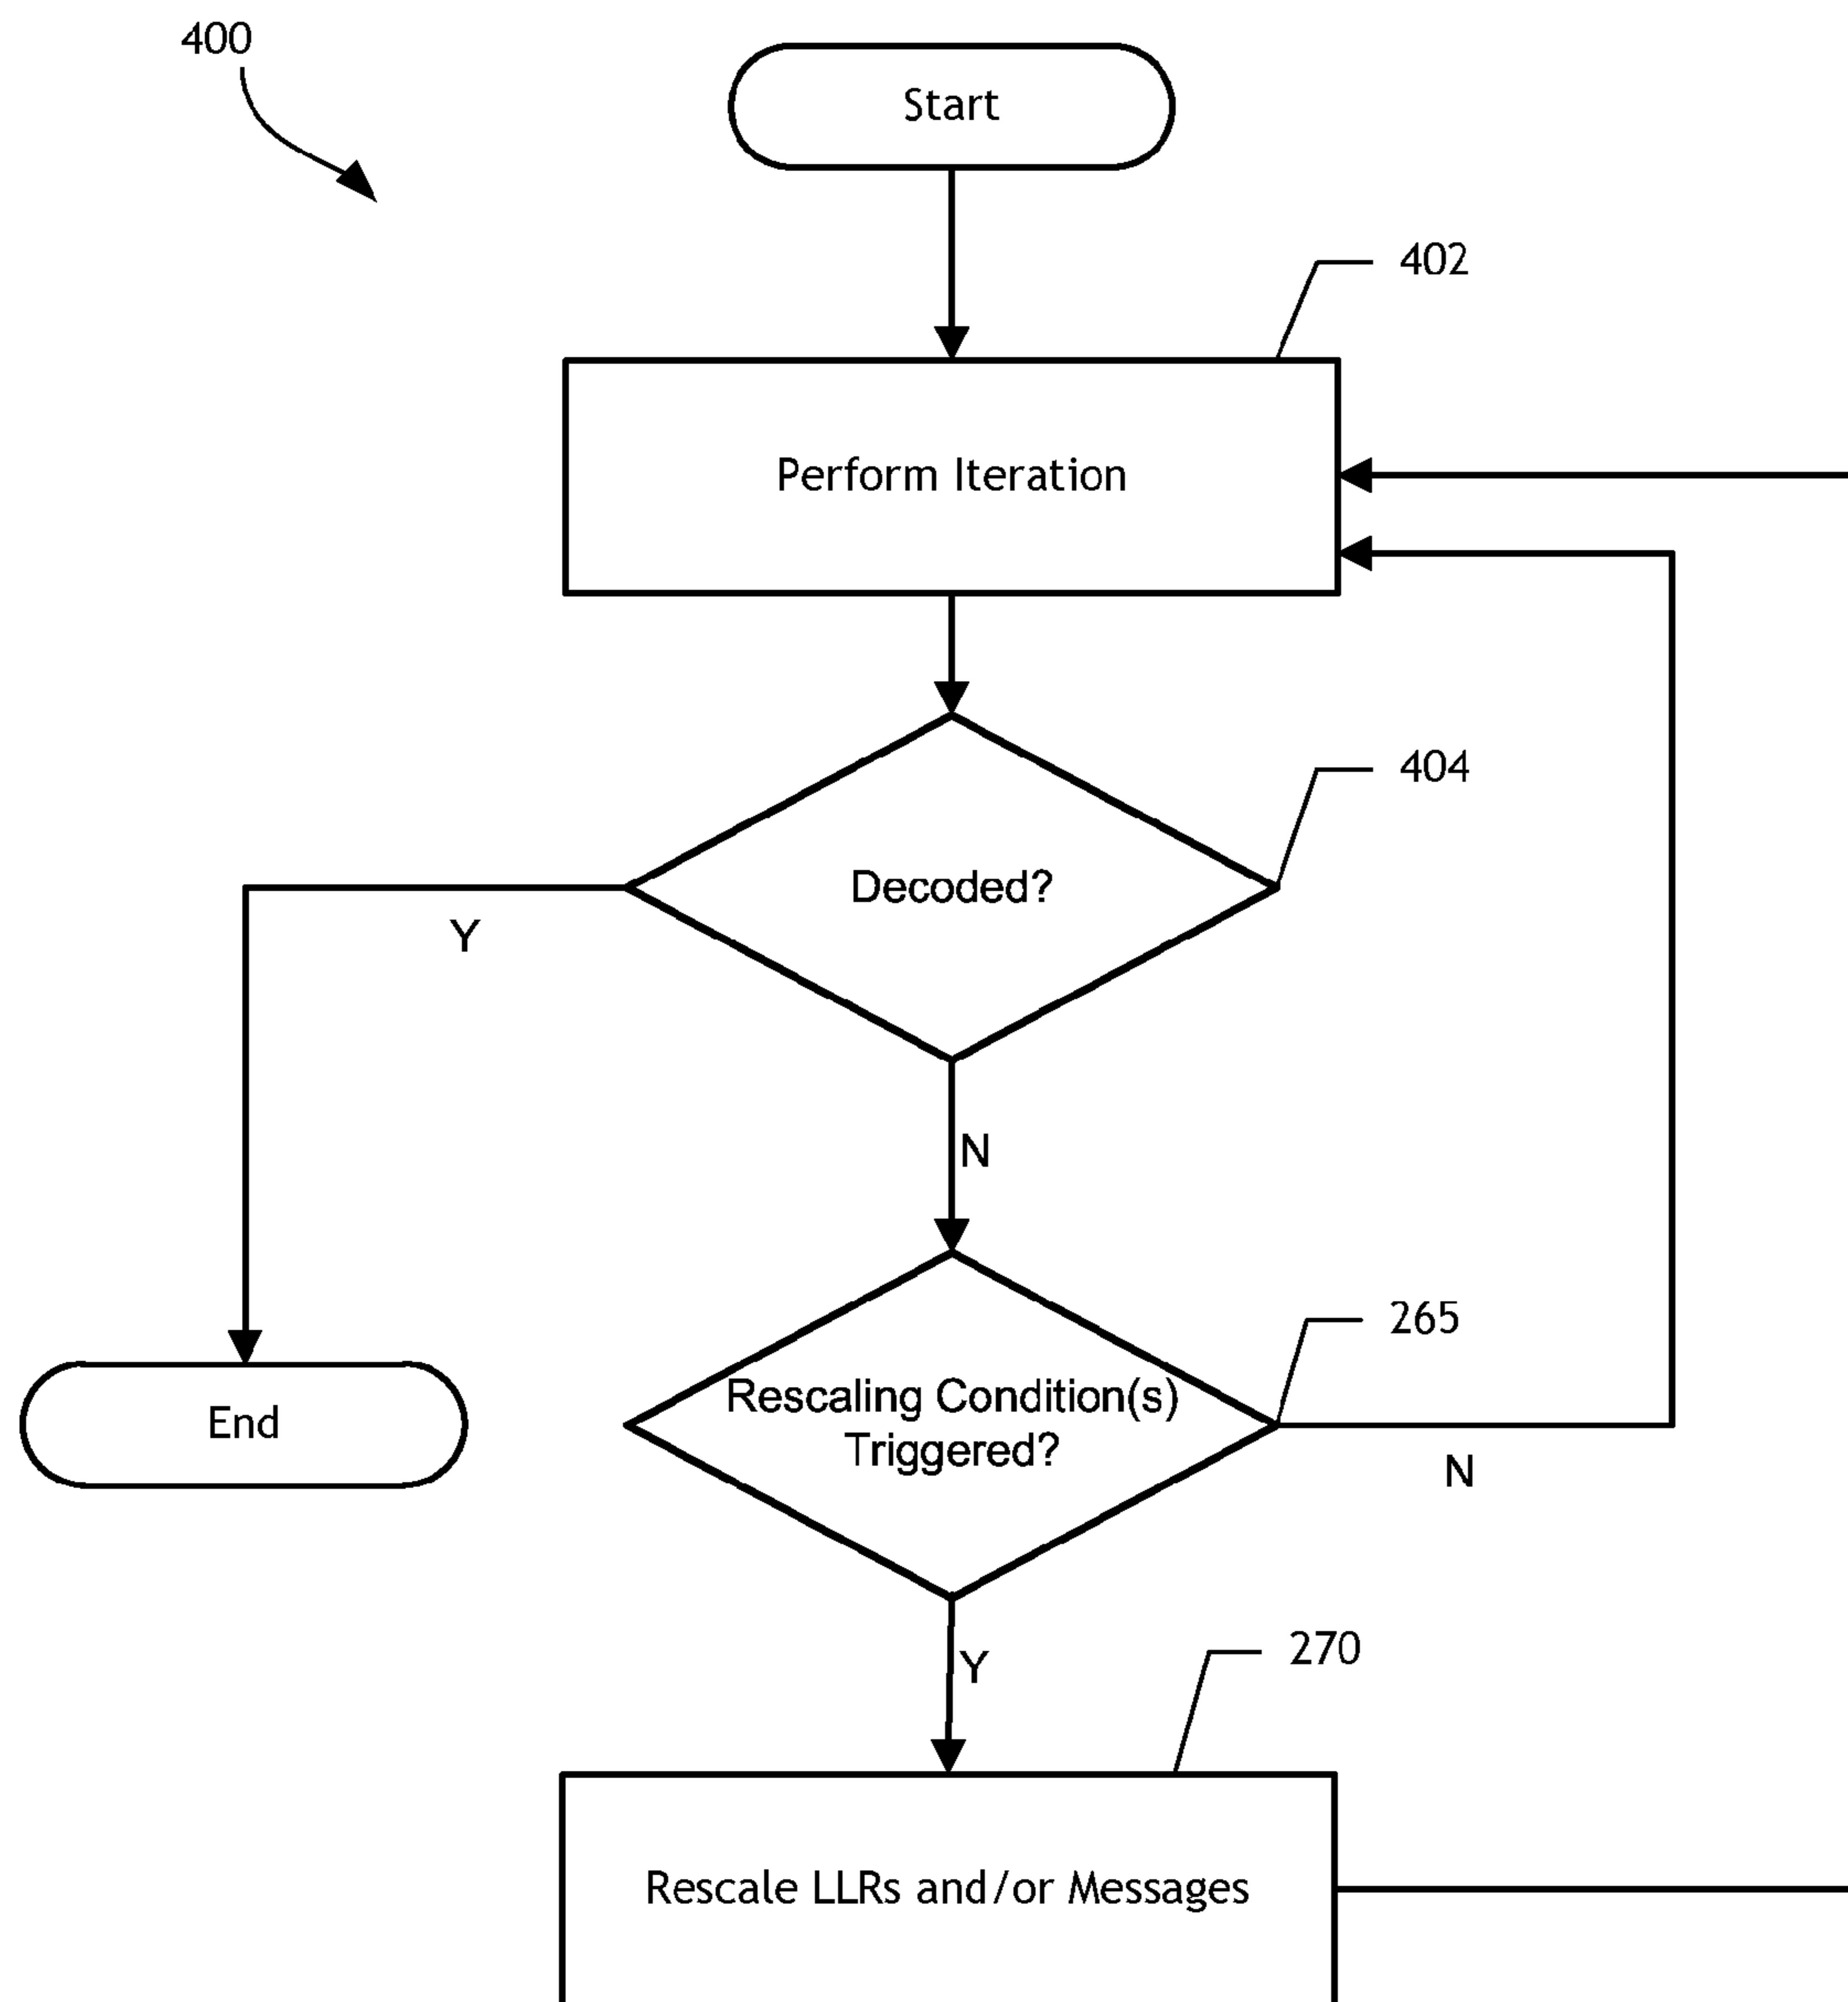 400
Start
402
Perform Iteration
404
Decoded?
Y
N
265
Rescaling Condition(s)
Triggered?
End
N
Y
270
Rescale LLRs and/or Messages